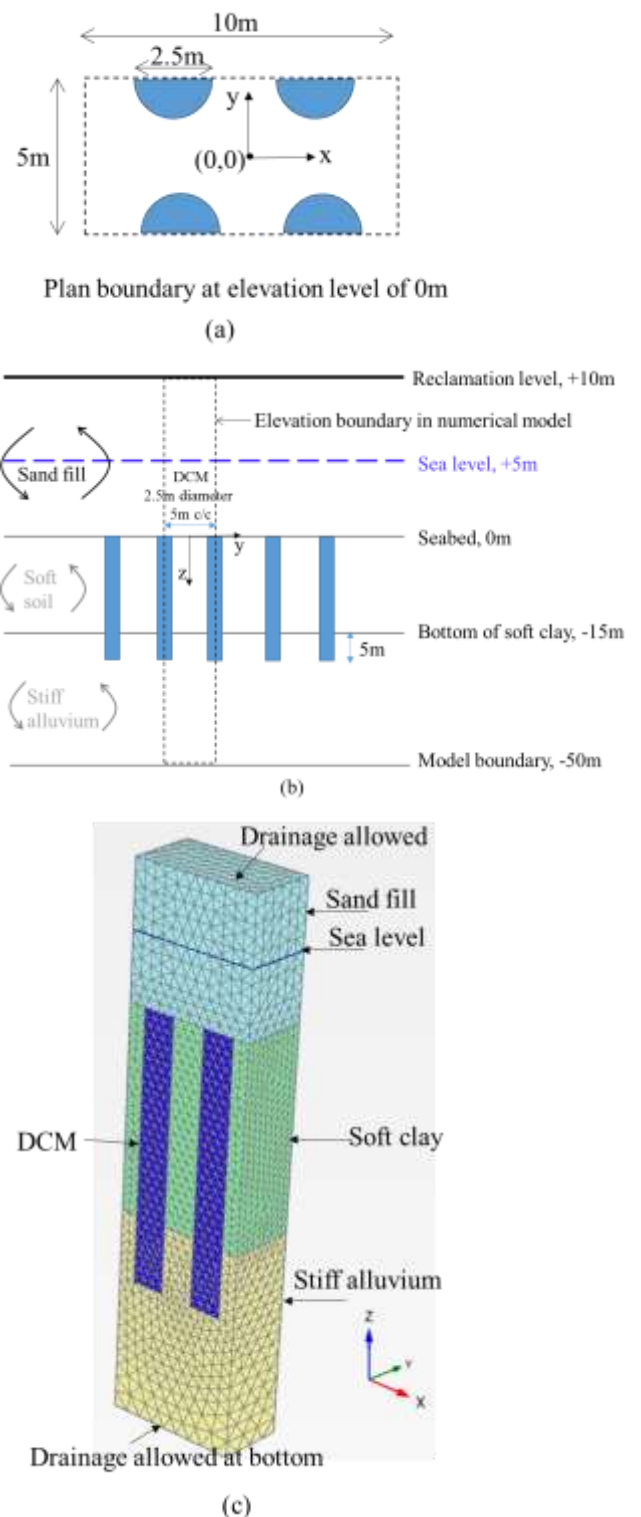 10m
2.5m
y
5m
(0,0)
x
Plan boundary at elevation level of 0m
(a)
Reclamation level, +10m
Elevation boundary in numerical model
Sea level, +5m
Sand fill
DCM
2.5m diameter
5m c/c
y
Seabed, 0m
z
Soft
soil
Bottom of soft clay, -15m
5m
Stiff
alluvium
Model boundary, -50m
(b)
Drainage allowed
Sand fill
Sea level
DCM
Soft clay
Stiff alluvium
Z
Y
X
Drainage allowed at bottom
(c)